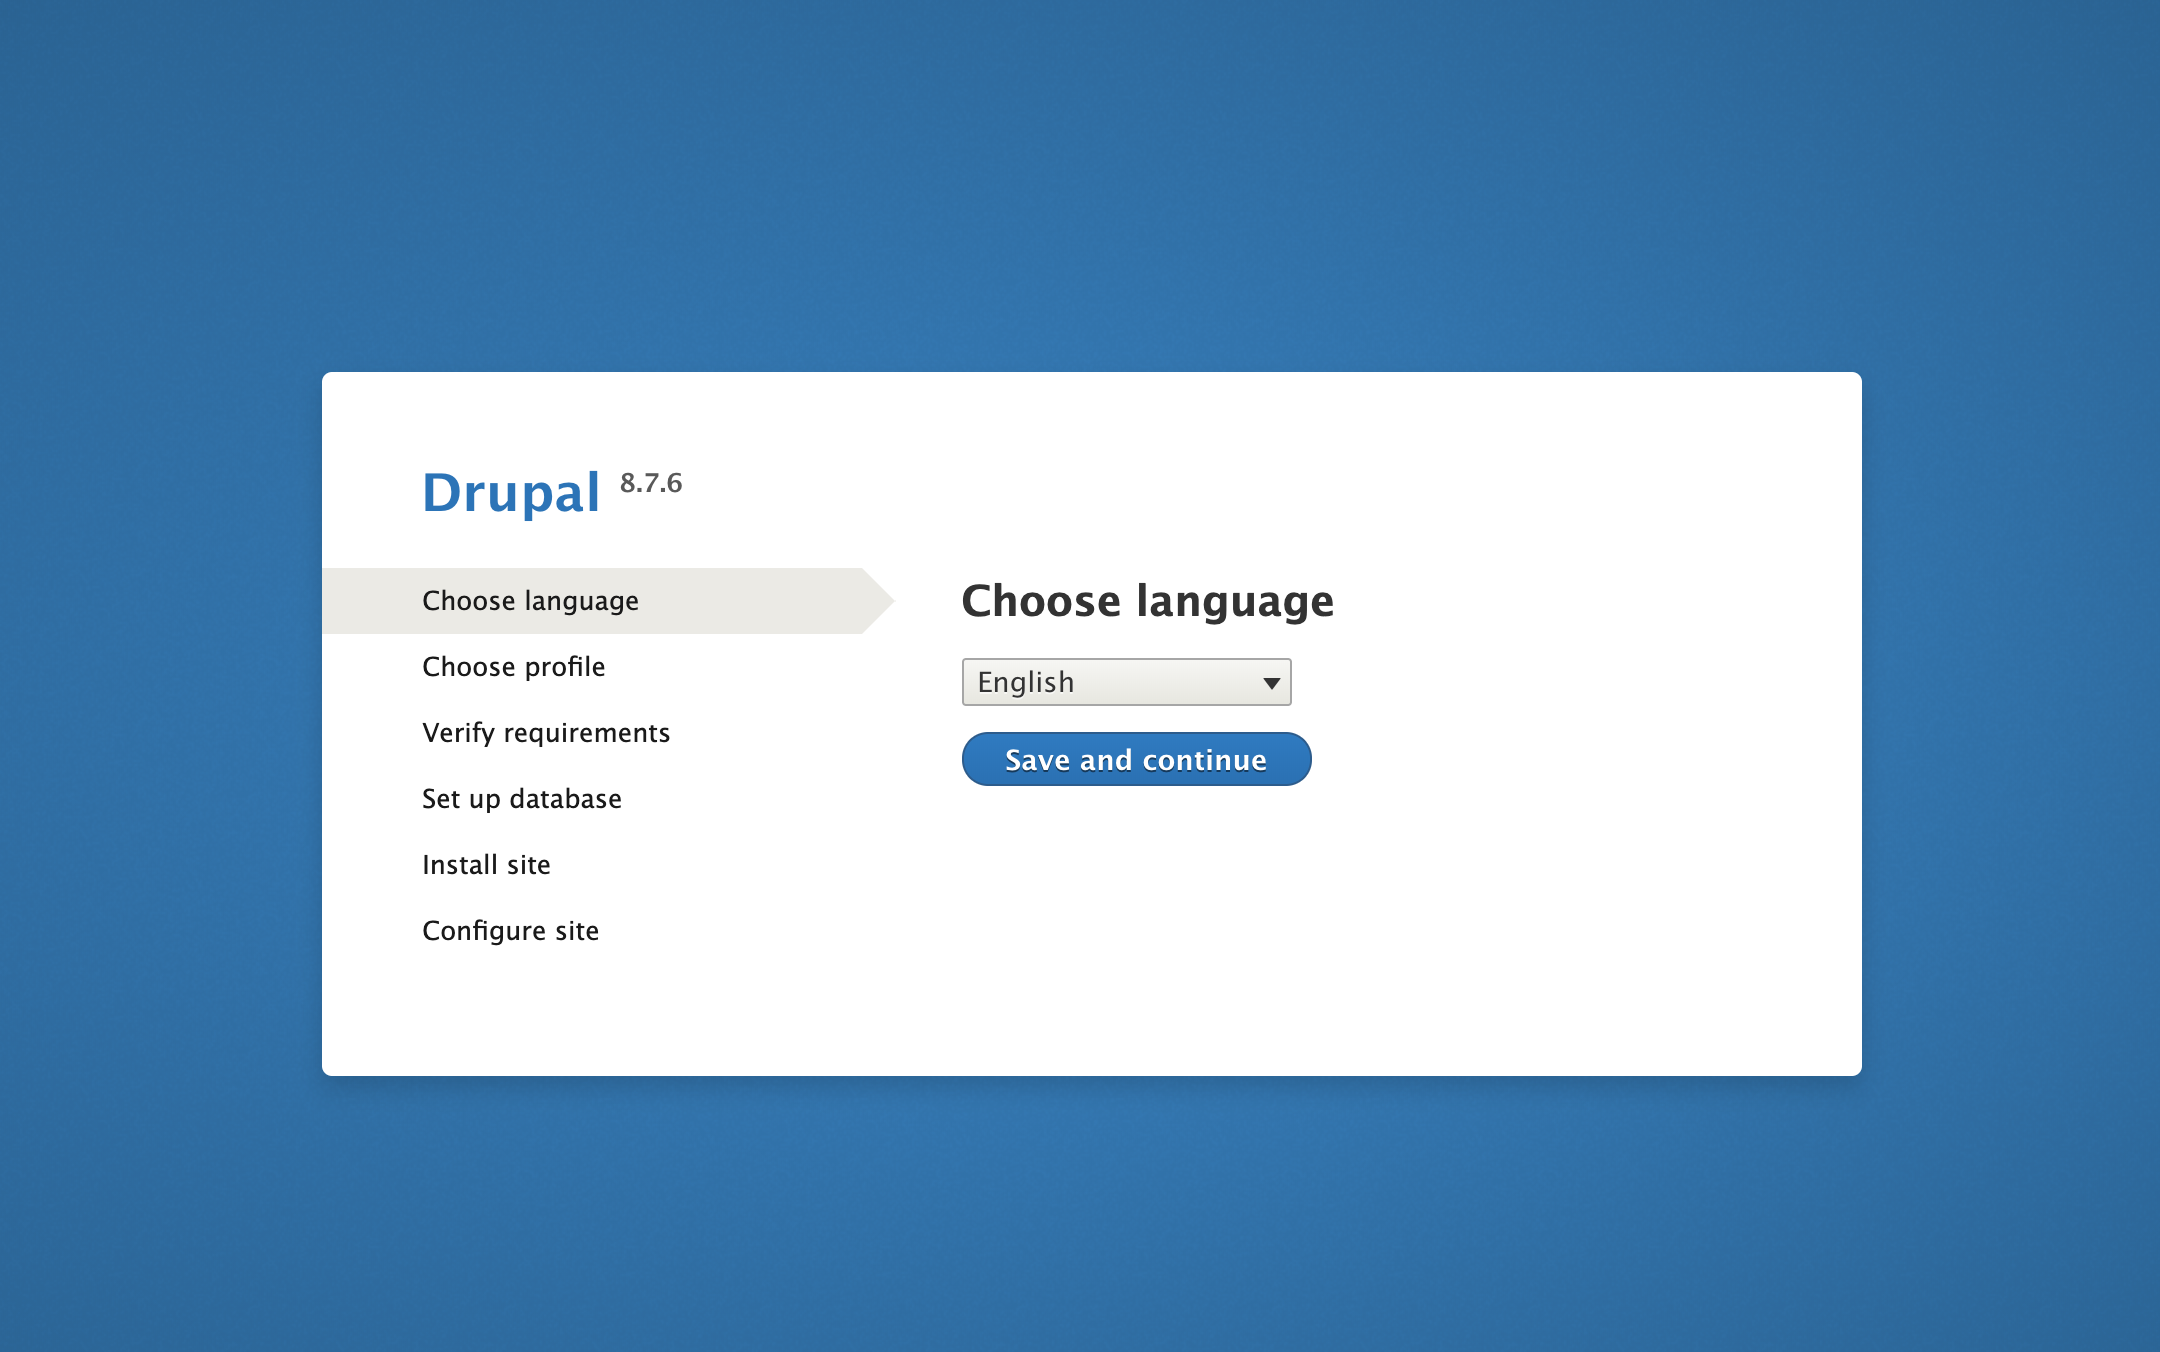 Drupal 8.7.6
Choose language
Choose profile
Verify requirements
Set up database
Install site
Configure site
Choose language
English
Save and continue